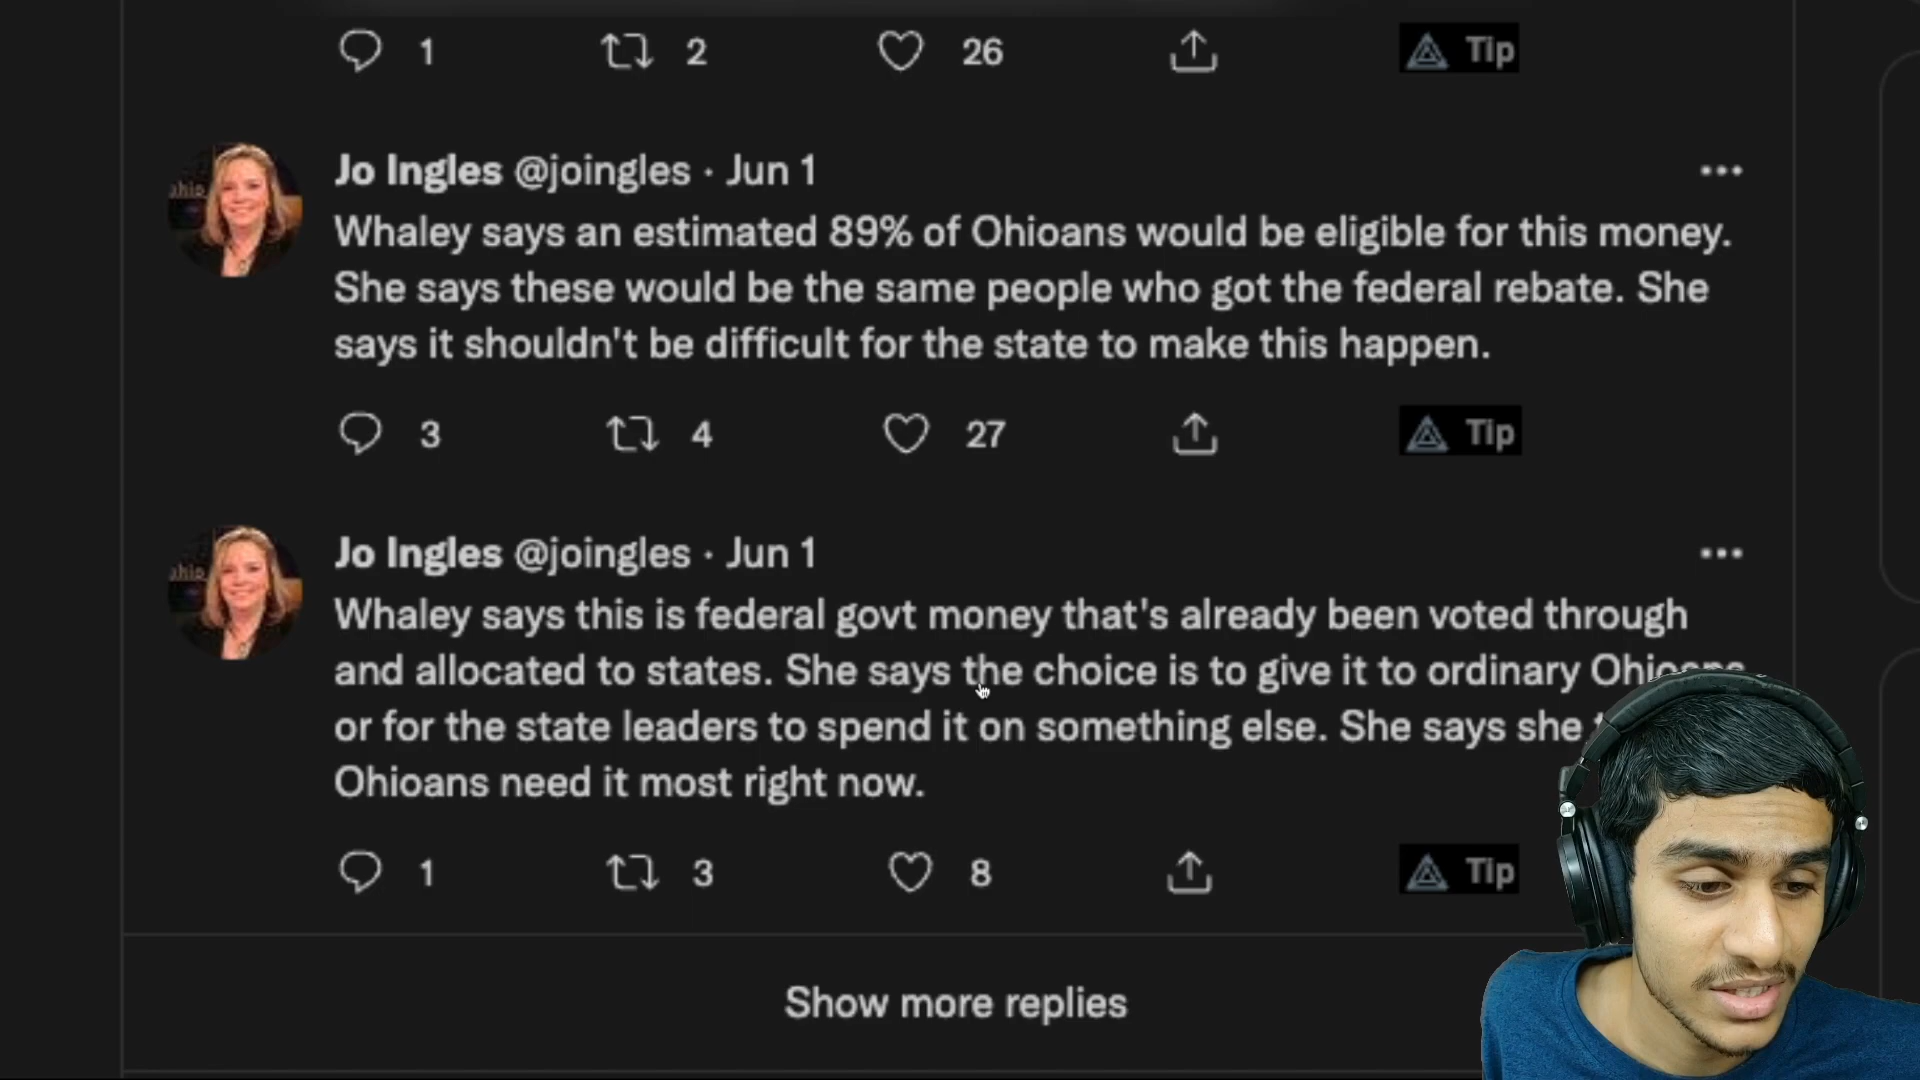 1 2 26 Tip
Jo Ingles @joingles · Jun 1
Whaley says an estimated 89% of Ohioans would be eligible for this money.
She says these would be the same people who got the federal rebate. She
says it shouldn't be difficult for the state to make this happen.
3 4 27 Tip
Jo Ingles @joingles · Jun 1
Whaley says this is federal govt money that's already been voted through
and allocated to states. She says the choice is to give it to ordinary Ohioans
or for the state leaders to spend it on something else. She says she
Ohioans need it most right now.
1 3 8 Tip
Show more replies